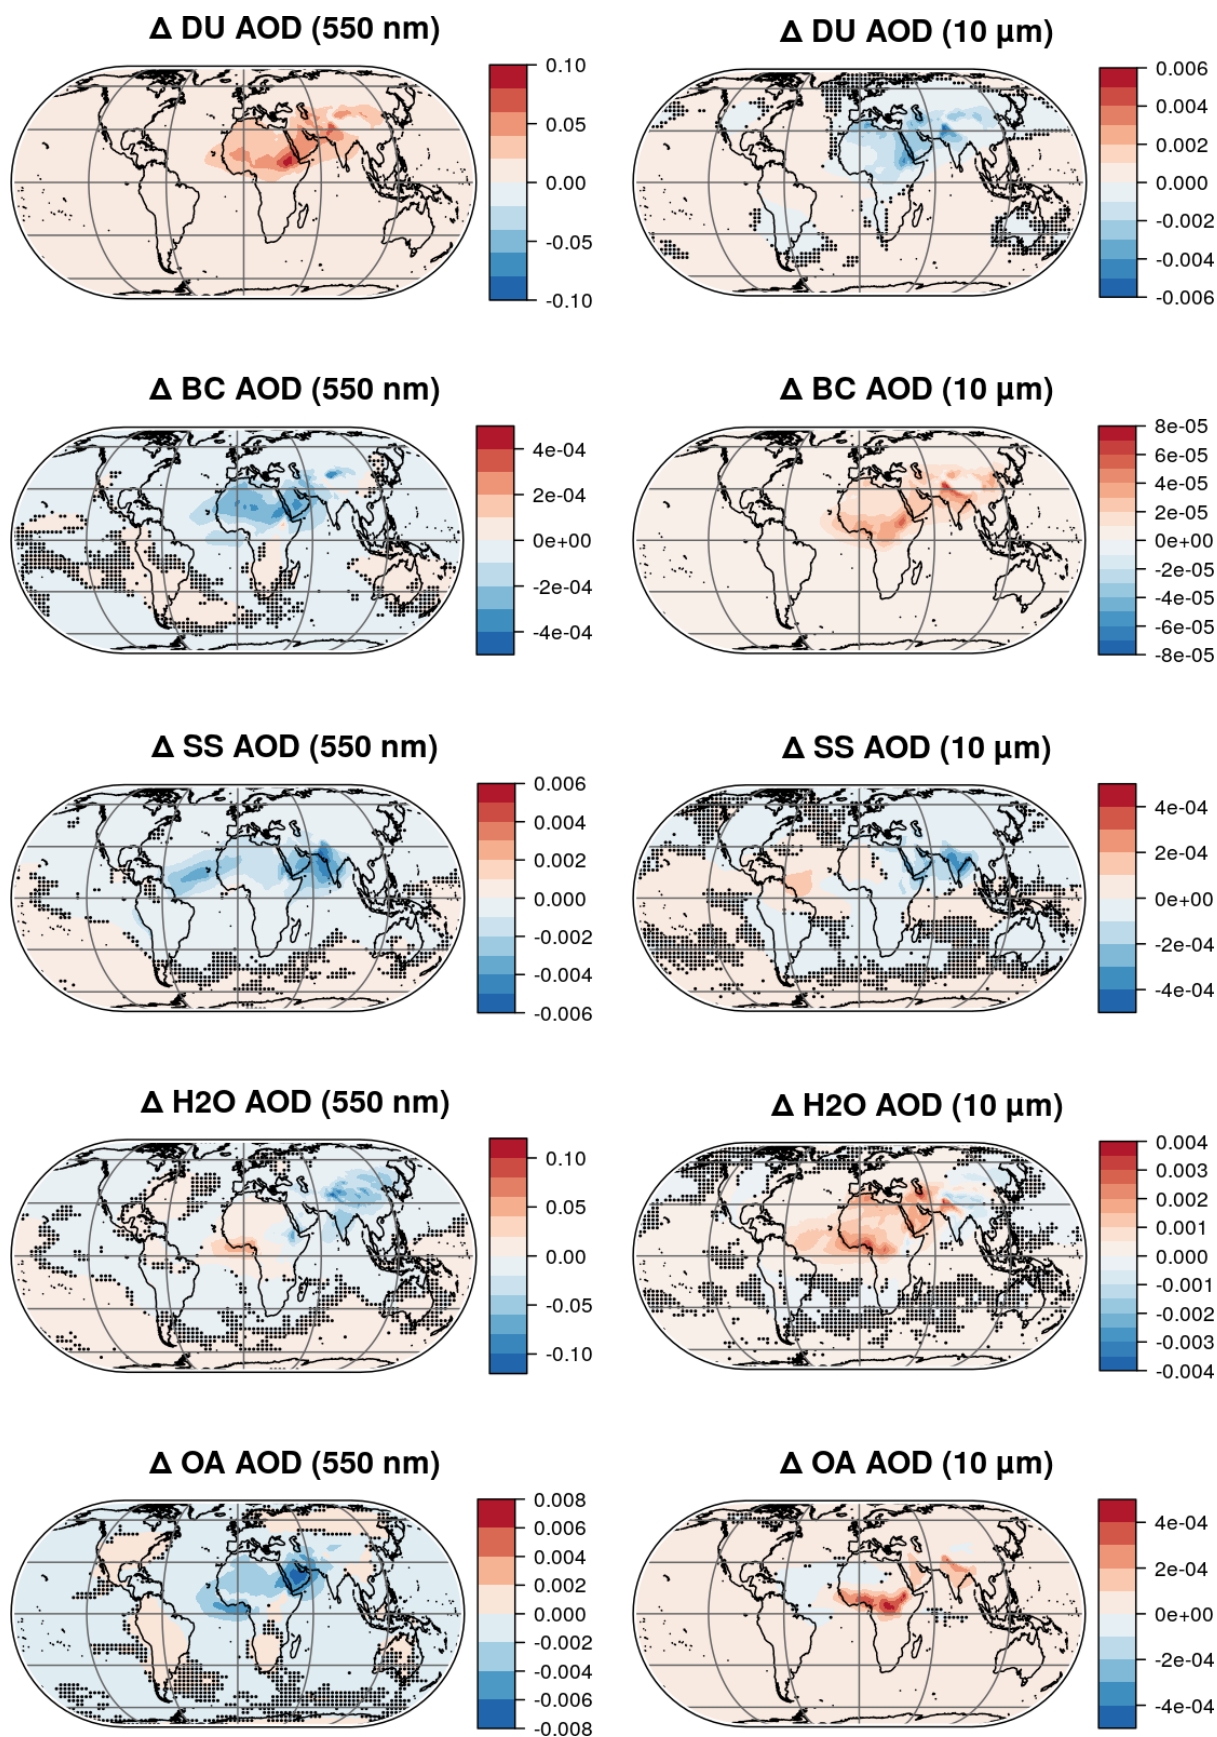 Δ DU AOD (550 nm)
0.10
0.05
0.00
-0.05
-0.10
Δ DU AOD (10 µm)
0.006
0.004
0.002
0.000
-0.002
-0.004
-0.006
Δ BC AOD (550 nm)
4e-04
2e-04
0e+00
-2e-04
-4e-04
Δ BC AOD (10 µm)
8e-05
6e-05
4e-05
2e-05
0e+00
-2e-05
-4e-05
-6e-05
-8e-05
Δ SS AOD (550 nm)
0.006
0.004
0.002
0.000
-0.002
-0.004
-0.006
Δ SS AOD (10 µm)
4e-04
2e-04
0e+00
-2e-04
-4e-04
Δ H2O AOD (550 nm)
0.10
0.05
0.00
-0.05
-0.10
Δ H2O AOD (10 µm)
0.004
0.003
0.002
0.001
0.000
-0.001
-0.002
-0.003
-0.004
Δ OA AOD (550 nm)
0.008
0.006
0.004
0.002
0.000
-0.002
-0.004
-0.006
-0.008
Δ OA AOD (10 µm)
4e-04
2e-04
0e+00
-2e-04
-4e-04